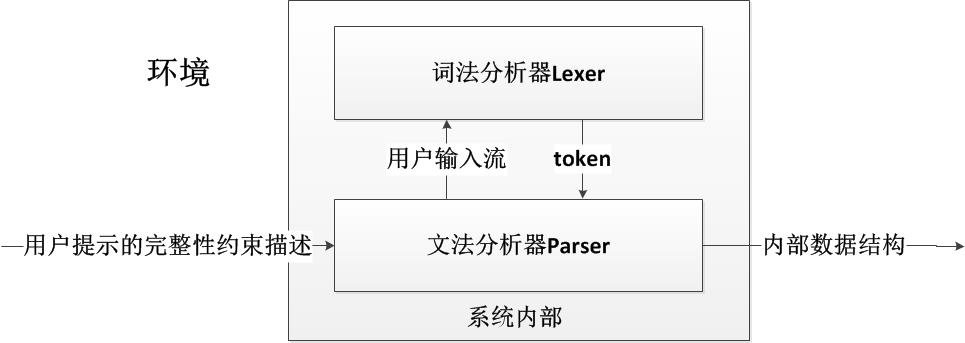 环境
词法分析器Lexer
用户输入流
token
用户提示的完整性约束描述
文法分析器Parser
内部数据结构
系统内部